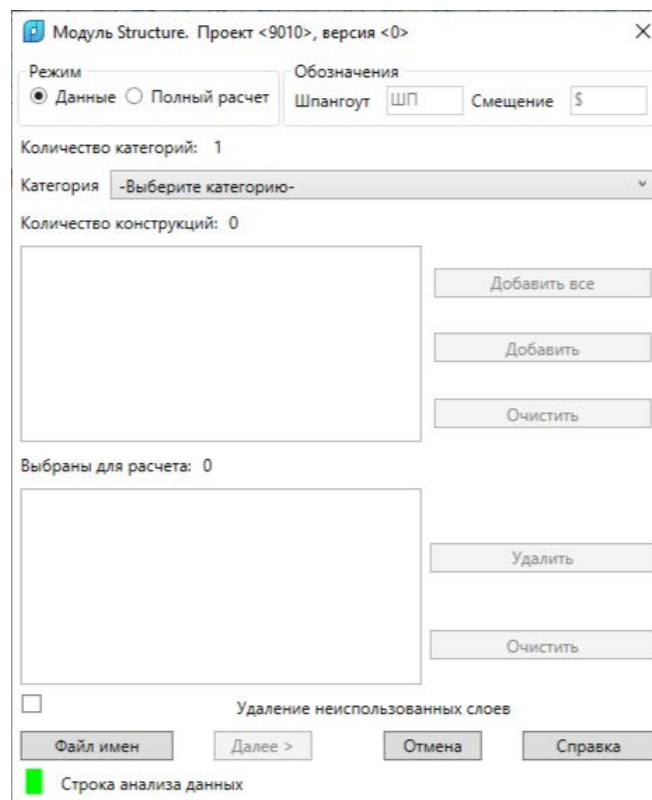 Модуль Structure. Проект <9010>, версия <0>
Режим
Обозначения
Данные Полный расчет
Шпангоут ШП Смещение $
Количество категорий: 1
Категория -Выберите категорию-
Количество конструкций: 0
Добавить все
Добавить
Очистить
Выбраны для расчета: 0
Удалить
Очистить
Удаление неиспользованных слоев
Файл имен Далее > Отмена Справка
Строка анализа данных